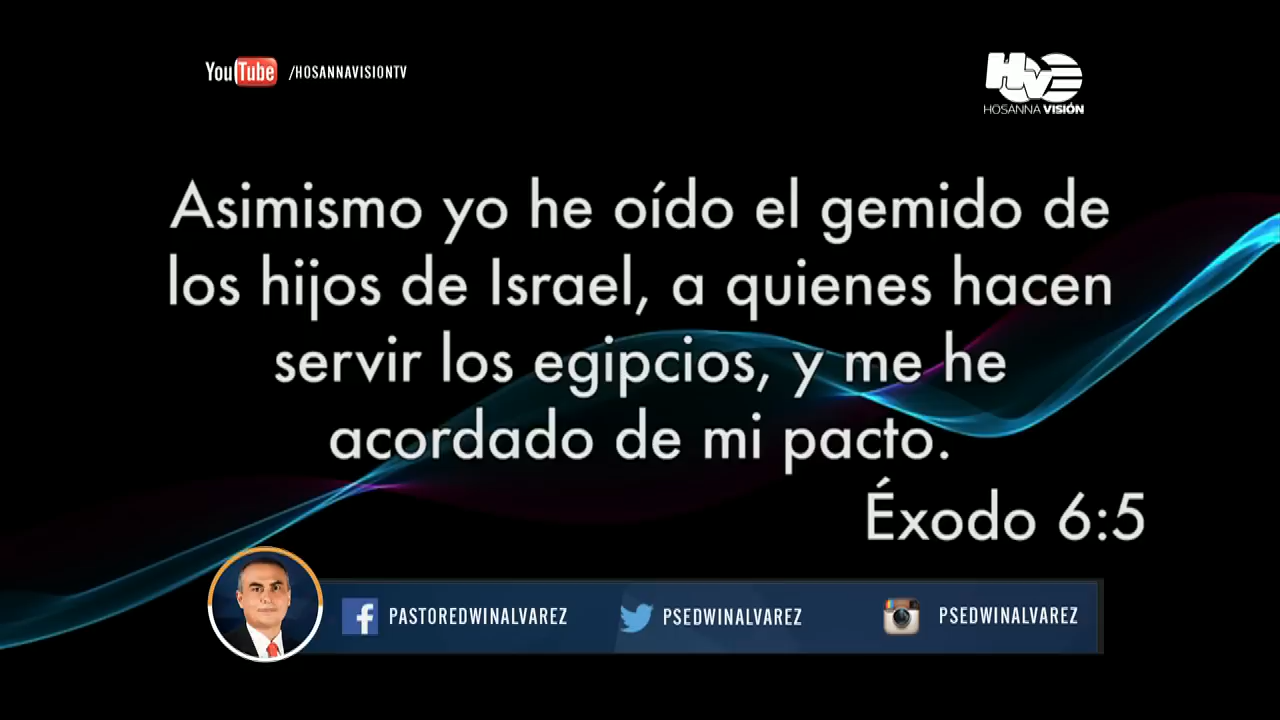 YouTube /HOSANNAVISIONTV
HVE
HOSANNA VISIÓN
Asimismo yo he oído el gemido de
los hijos de Israel, a quienes hacen
servir los egipcios, y me he
acordado de mi pacto.
Éxodo 6:5
PASTOREDWINALVAREZ PSEDWINALVAREZ PSEDWINALVAREZ